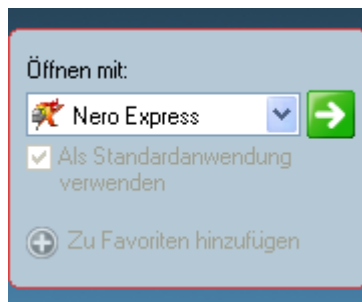 Öffnen mit:
Nero Express
Als Standardanwendung
verwenden
Zu Favoriten hinzufügen